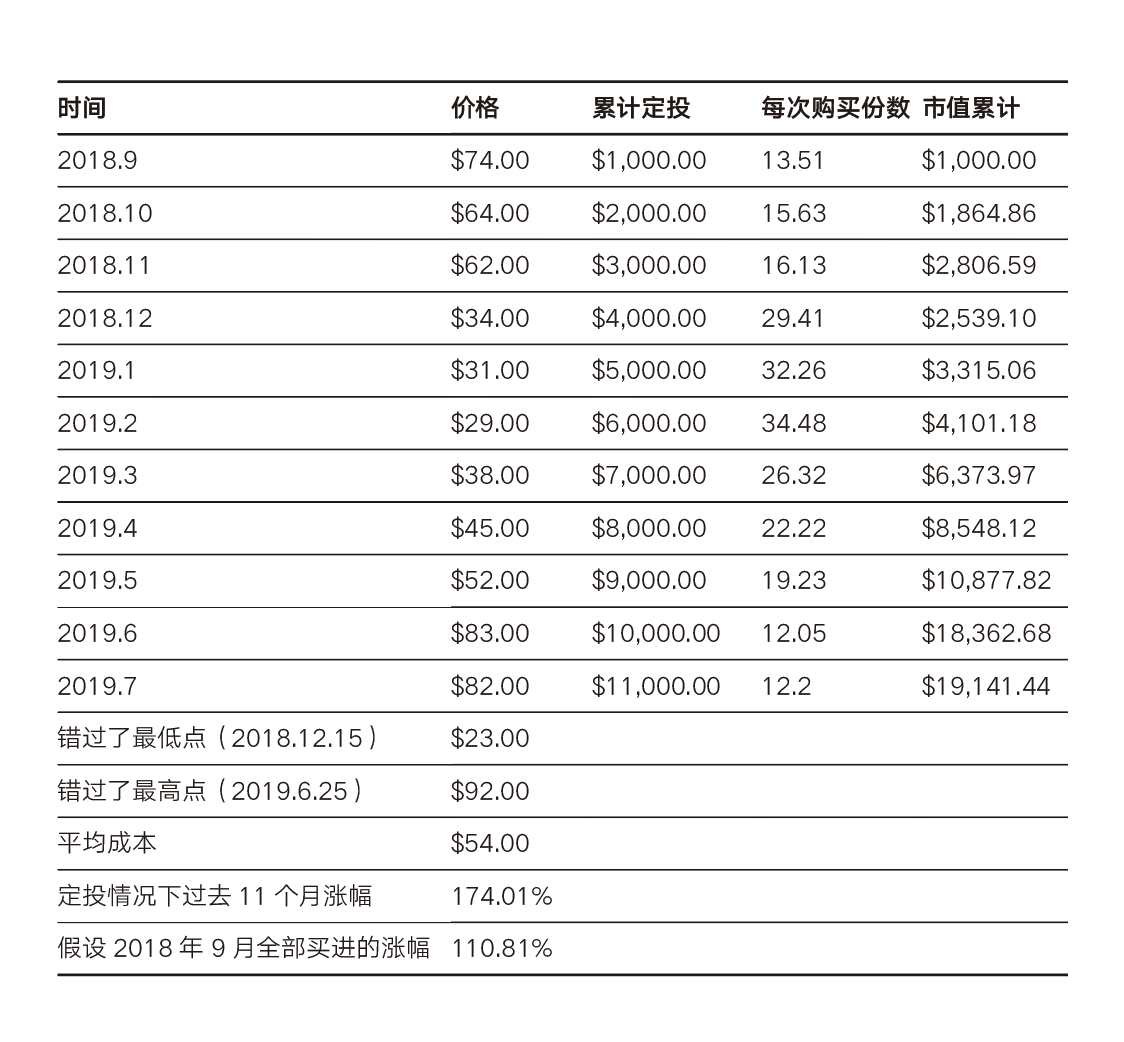 时间 价格 累计定投 每次购买份数 市值累计
2018.9 $74.00 $1,000.00 13.51 $1,000.00
2018.10 $64.00 $2,000.00 15.63 $1,864.86
2018.11 $62.00 $3,000.00 16.13 $2,806.59
2018.12 $34.00 $4,000.00 29.41 $2,539.10
2019.1 $31.00 $5,000.00 32.26 $3,315.06
2019.2 $29.00 $6,000.00 34.48 $4,101.18
2019.3 $38.00 $7,000.00 26.32 $6,373.97
2019.4 $45.00 $8,000.00 22.22 $8,548.12
2019.5 $52.00 $9,000.00 19.23 $10,877.82
2019.6 $83.00 $10,000.00 12.05 $18,362.68
2019.7 $82.00 $11,000.00 12.2 $19,141.44
错过了最低点（2018.12.15） $23.00
错过了最高点（2019.6.25） $92.00
平均成本 $54.00
定投情况下过去 11 个月涨幅 174.01%
假设 2018 年 9 月全部买进的涨幅 110.81%